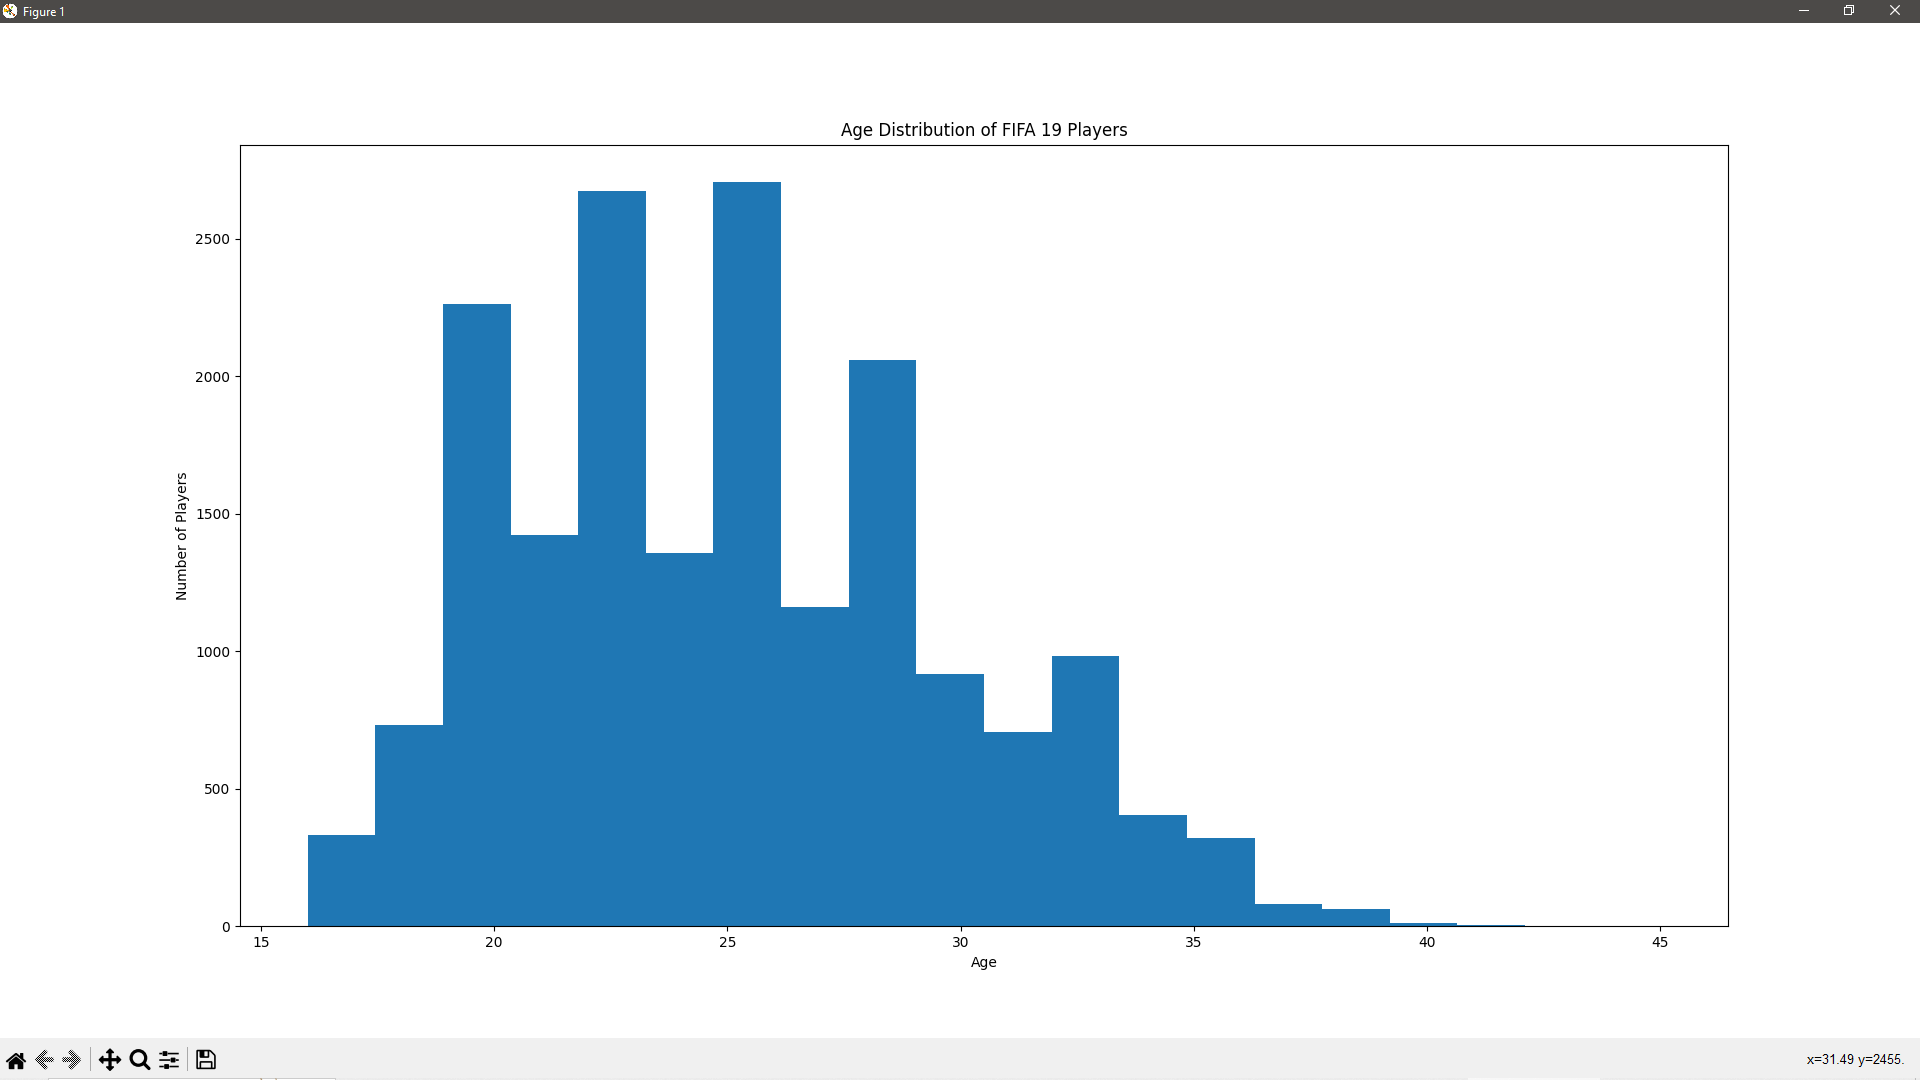 Figure 1
Age Distribution of FIFA 19 Players
2500
2000
1500
1000
500
0
Number of Players
15 20 25 30 35 40 45
Age
x=31.49 y=2455.